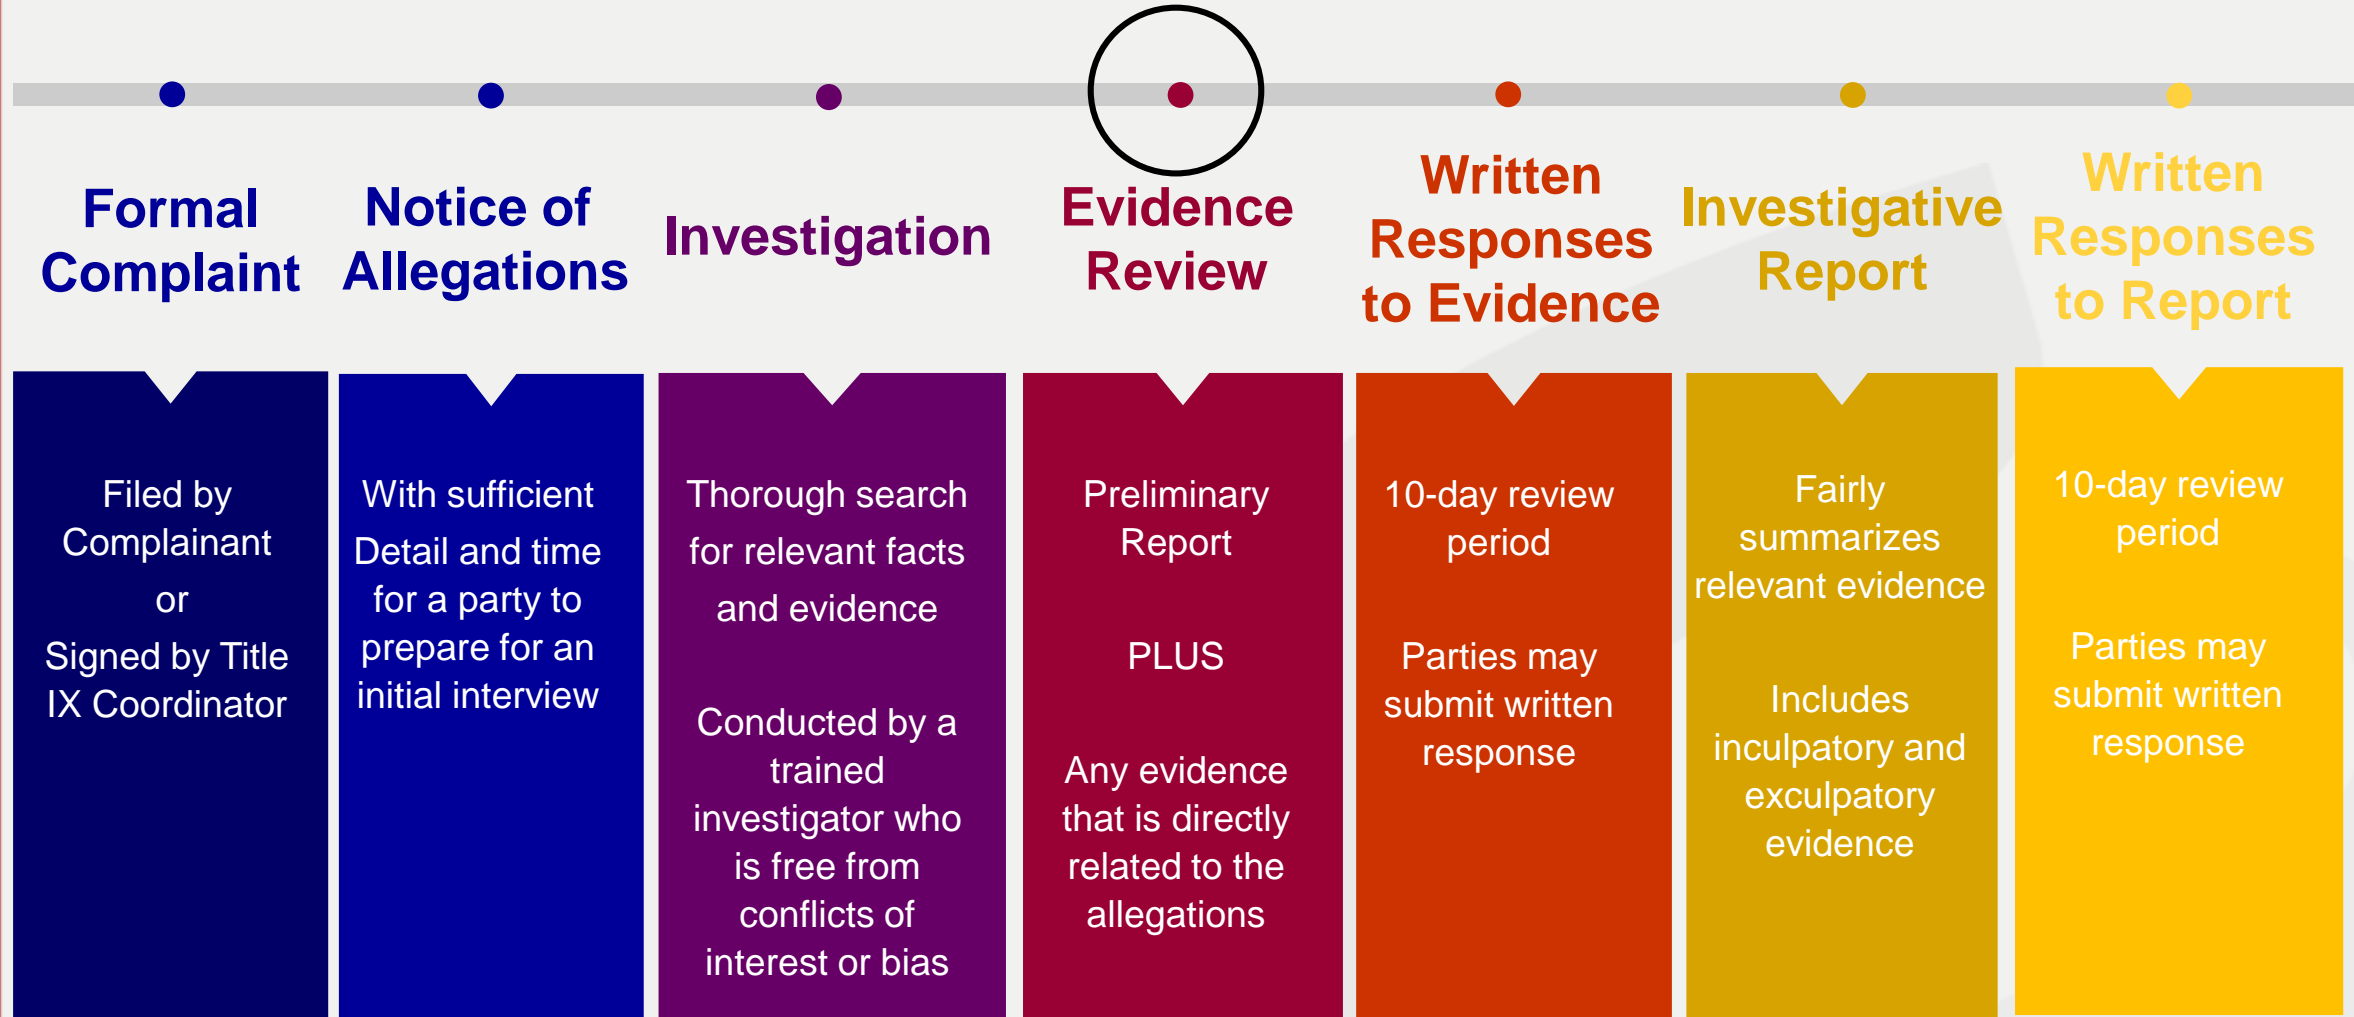 Formal
Complaint
Notice of
Allegations
Investigation
Evidence
Review
Written
Responses
to Evidence
Investigative
Report
Written
Responses
to Report
Filed by
Complainant
or
Signed by Title
IX Coordinator
With sufficient
Detail and time
for a party to
prepare for an
initial interview
Thorough search
for relevant facts
and evidence
Conducted by a
trained
investigator who
is free from
conflicts of
interest or bias
Preliminary
Report
PLUS
Any evidence
that is directly
related to the
allegations
10-day review
period
Parties may
submit written
response
Fairly
summarizes
relevant evidence
Includes
inculpatory and
exculpatory
evidence
10-day review
period
Parties may
submit written
response